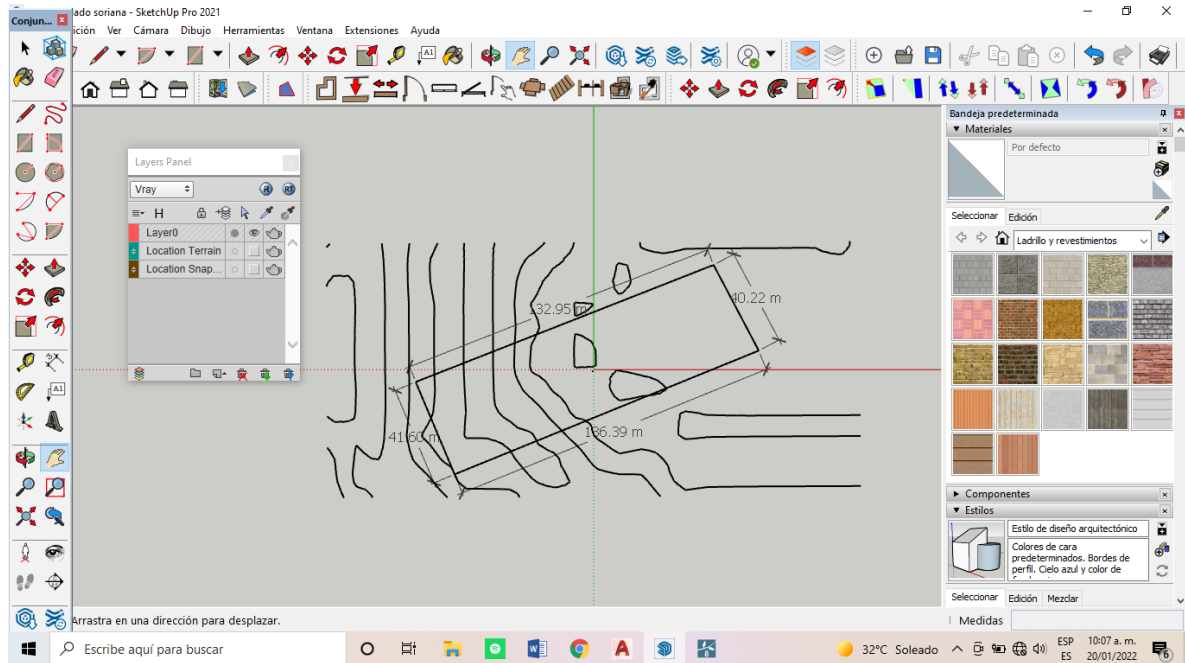 Conjun...
lado soriana - SketchUp Pro 2021
ición Ver Cámara Dibujo Herramientas Ventana Extensiones Ayuda
A1
Bandeja predeterminada
Materiales
Por defecto
Layers Panel
Vray
R RT
H
Layer0
Location Terrain
Location Snap...
Seleccionar Edición
Ladrillo y revestimientos
132.95 m
40.22 m
A1
41.60 m
136.39 m
Componentes
Estilos
Estilo de diseño arquitectónico
Colores de cara
predeterminados. Bordes de
perfil. Cielo azul y color de
Seleccionar Edición Mezclar
Arrastra en una dirección para desplazar.
Medidas
Escribe aquí para buscar
32°C Soleado
ESP
ES
10:07 a. m.
20/01/2022
6